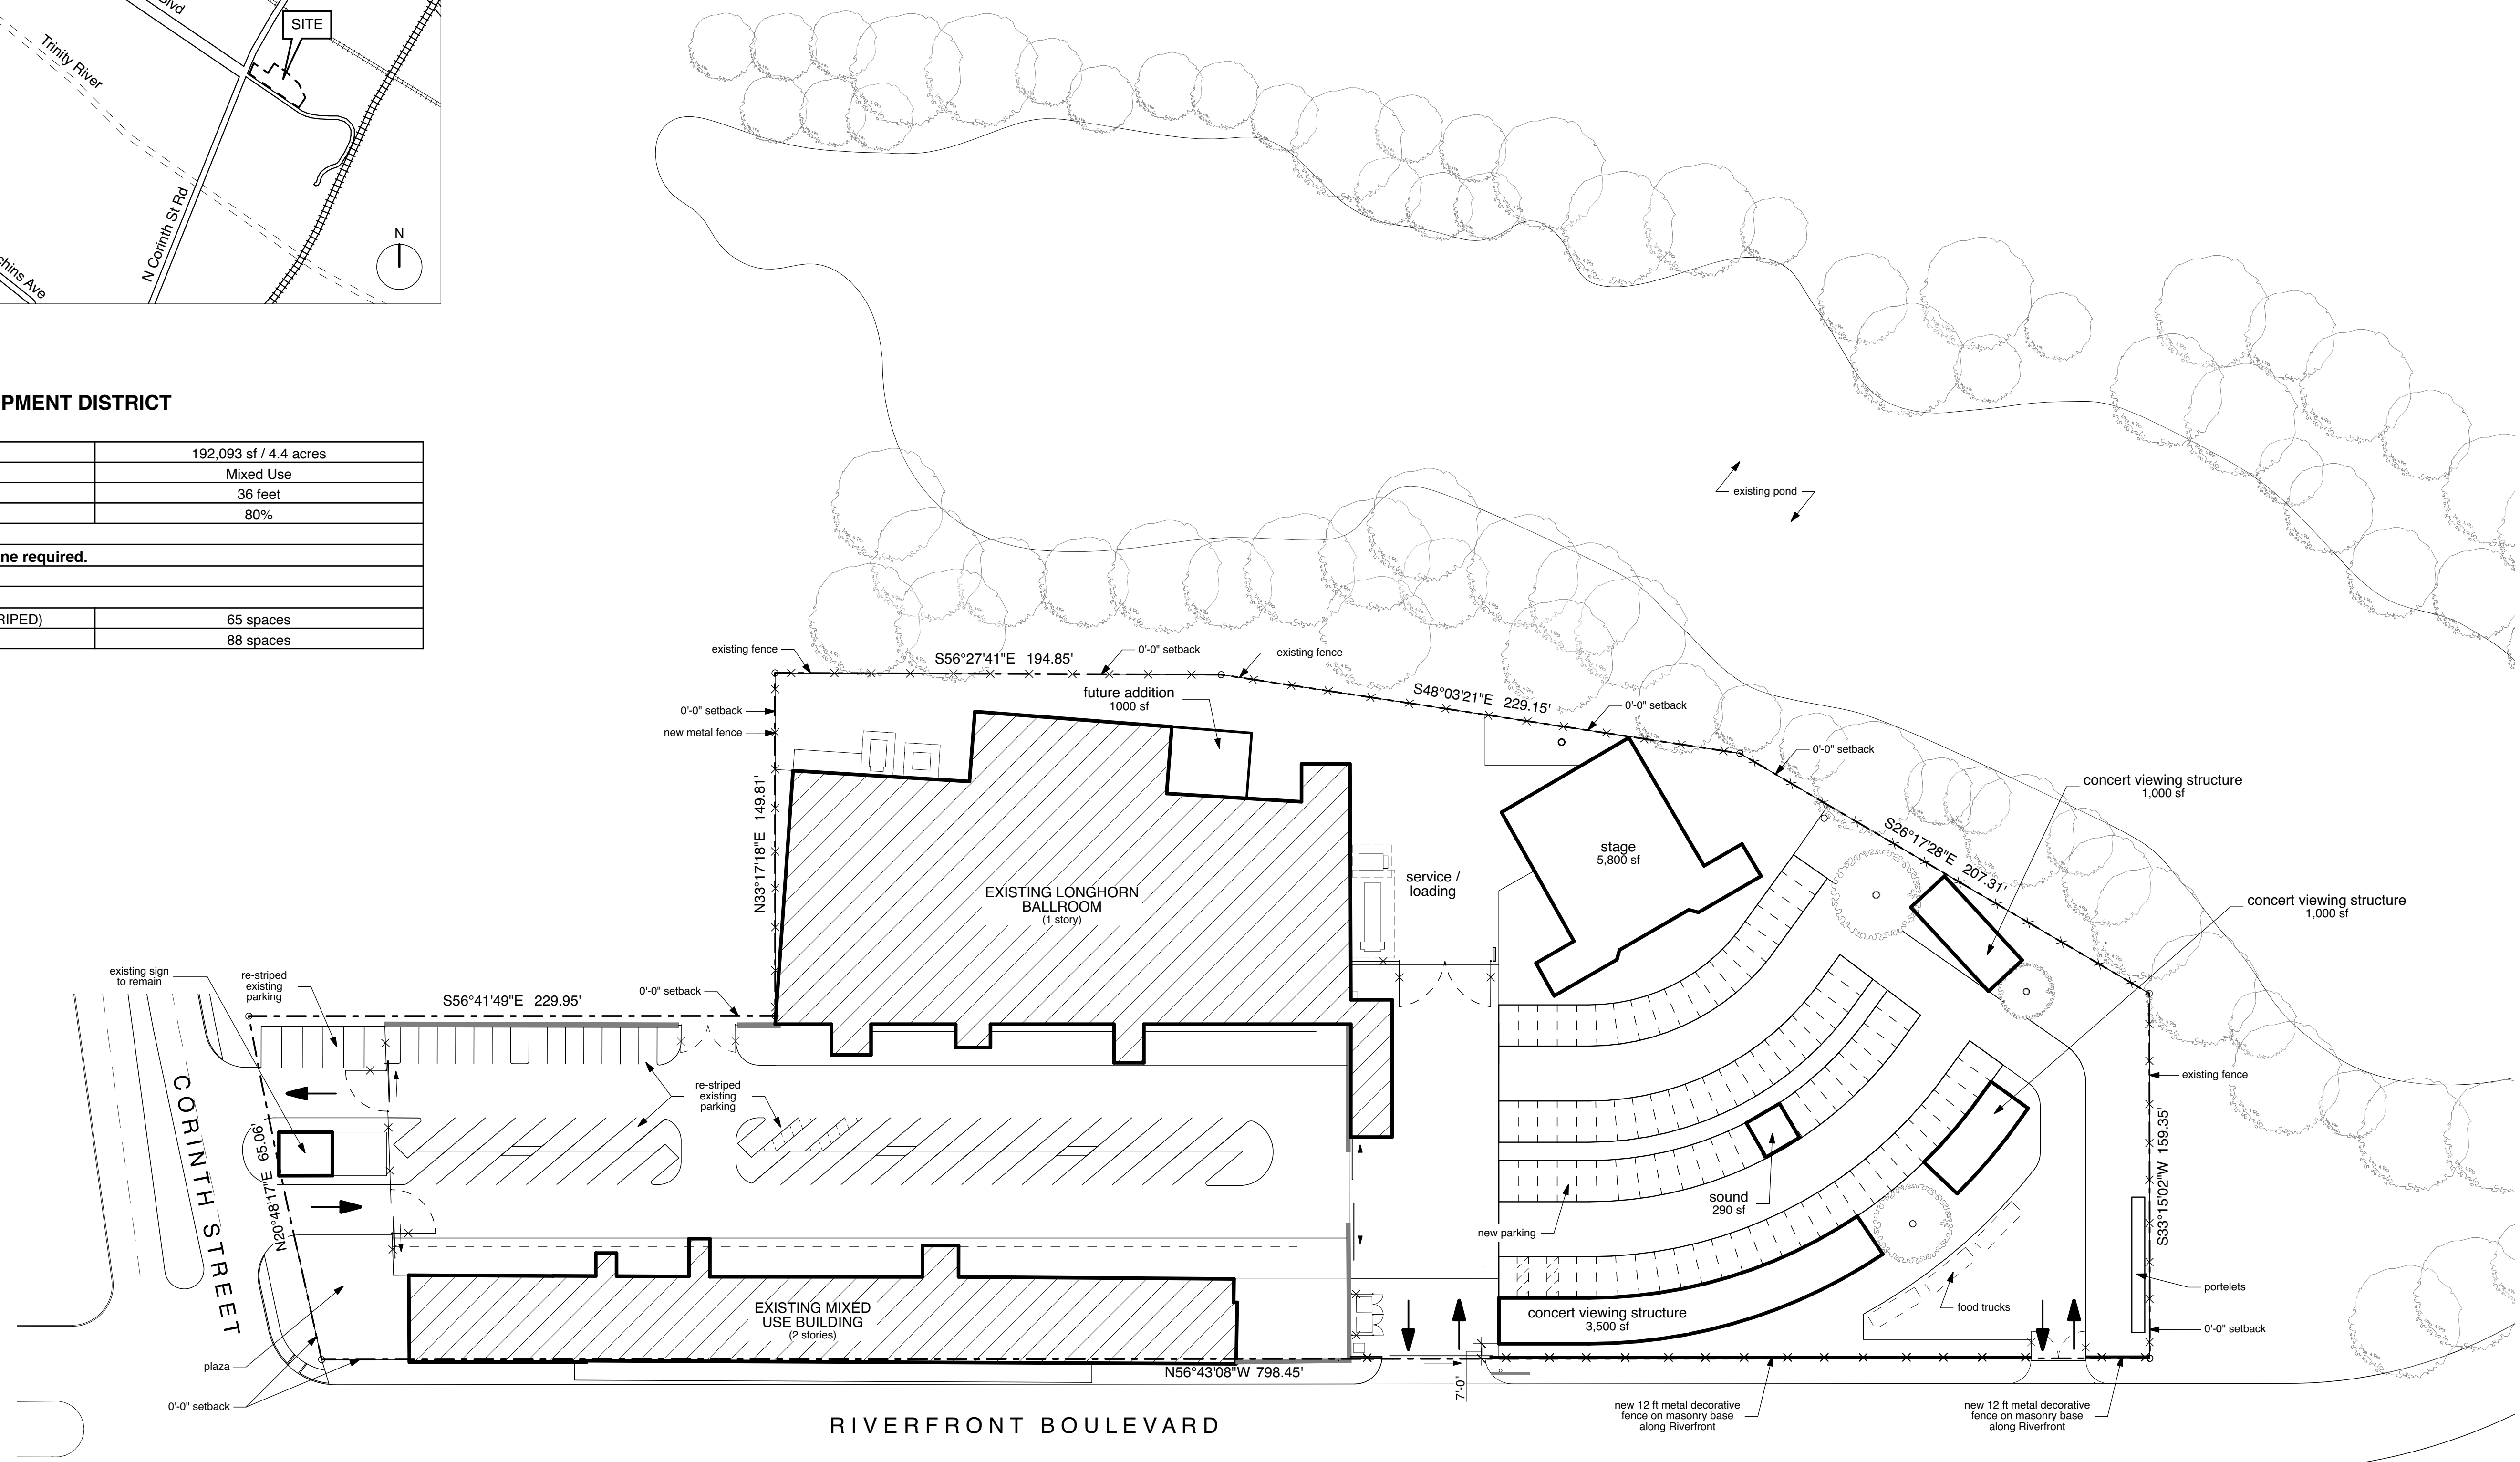 Blvd
SITE
Trinity River
N Corinth St Rd
chins Ave
N
OPMENT DISTRICT
192,093 sf / 4.4 acres
Mixed Use
36 feet
80%
ne required.
RIPED)
65 spaces
88 spaces
existing pond
existing fence
S56°27'41"E 194.85'
0'-0" setback
existing fence
future addition
1000 sf
S48°03'21"E 229.15'
0'-0" setback
0'-0" setback
new metal fence
0'-0" setback
concert viewing structure
1,000 sf
N33°17'18"E 149.81'
S26°17'28"E 207.31'
stage
5,800 sf
service /
loading
EXISTING LONGHORN
BALLROOM
(1 story)
concert viewing structure
1,000 sf
existing sign
to remain
re-striped
existing
parking
S56°41'49"E 229.95'
0'-0" setback
existing fence
re-striped
existing
parking
CORINTH STREET
N20°48'17"E 65.06'
S33°15'02"W 159.35'
sound
290 sf
new parking
portelets
food trucks
EXISTING MIXED
USE BUILDING
(2 stories)
concert viewing structure
3,500 sf
0'-0" setback
plaza
N56°43'08"W 798.45'
7'-0"
0'-0" setback
new 12 ft metal decorative
fence on masonry base
along Riverfront
new 12 ft metal decorative
fence on masonry base
along Riverfront
RIVERFRONT BOULEVARD